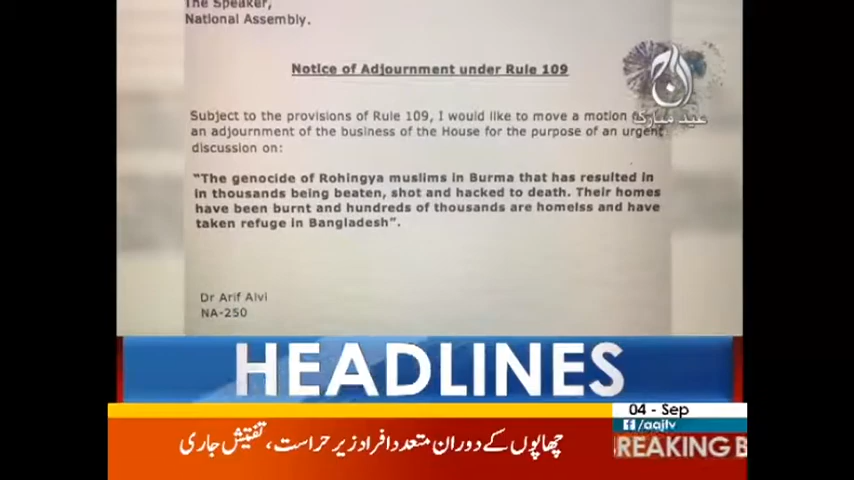 The Speaker,
National Assembly.
Notice of Adjournment under Rule 109
Subject to the provisions of Rule 109, I would like to move a motion
an adjournment of the business of the House for the purpose of an urgent
discussion on:
"The genocide of Rohingya muslims in Burma that has resulted in
in thousands being beaten, shot and hacked to death. Their homes
have been burnt and hundreds of thousands are homelss and have
taken refuge in Bangladesh".
Dr Arif Alvi
NA-250
آج
عید مبارک
HEADLINES
04 - Sep
/aajtv
چھاپوں کے دوران متعدد افراد زیر حراست، تفتیش جاری
REAKING B